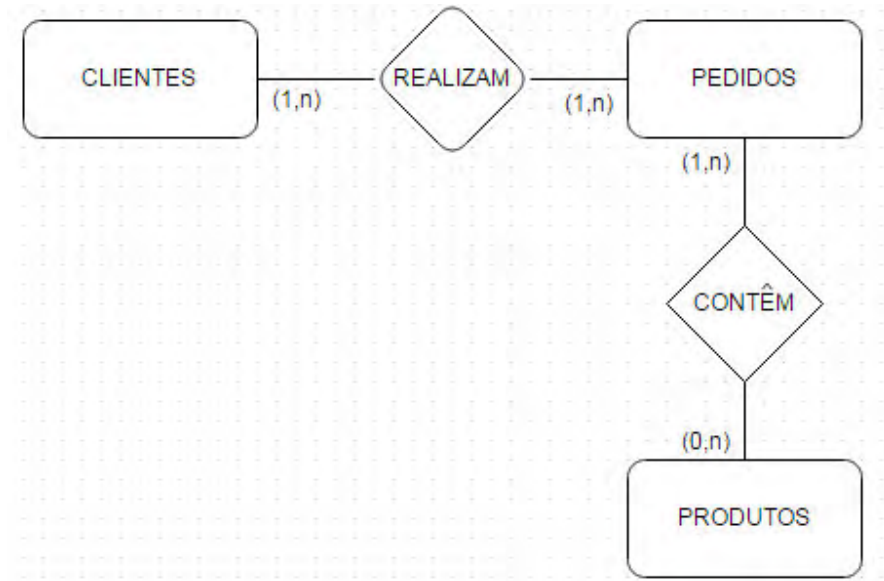 CLIENTES
(1,n)
REALIZAM
(1,n)
PEDIDOS
(1,n)
CONTÊM
(0,n)
PRODUTOS